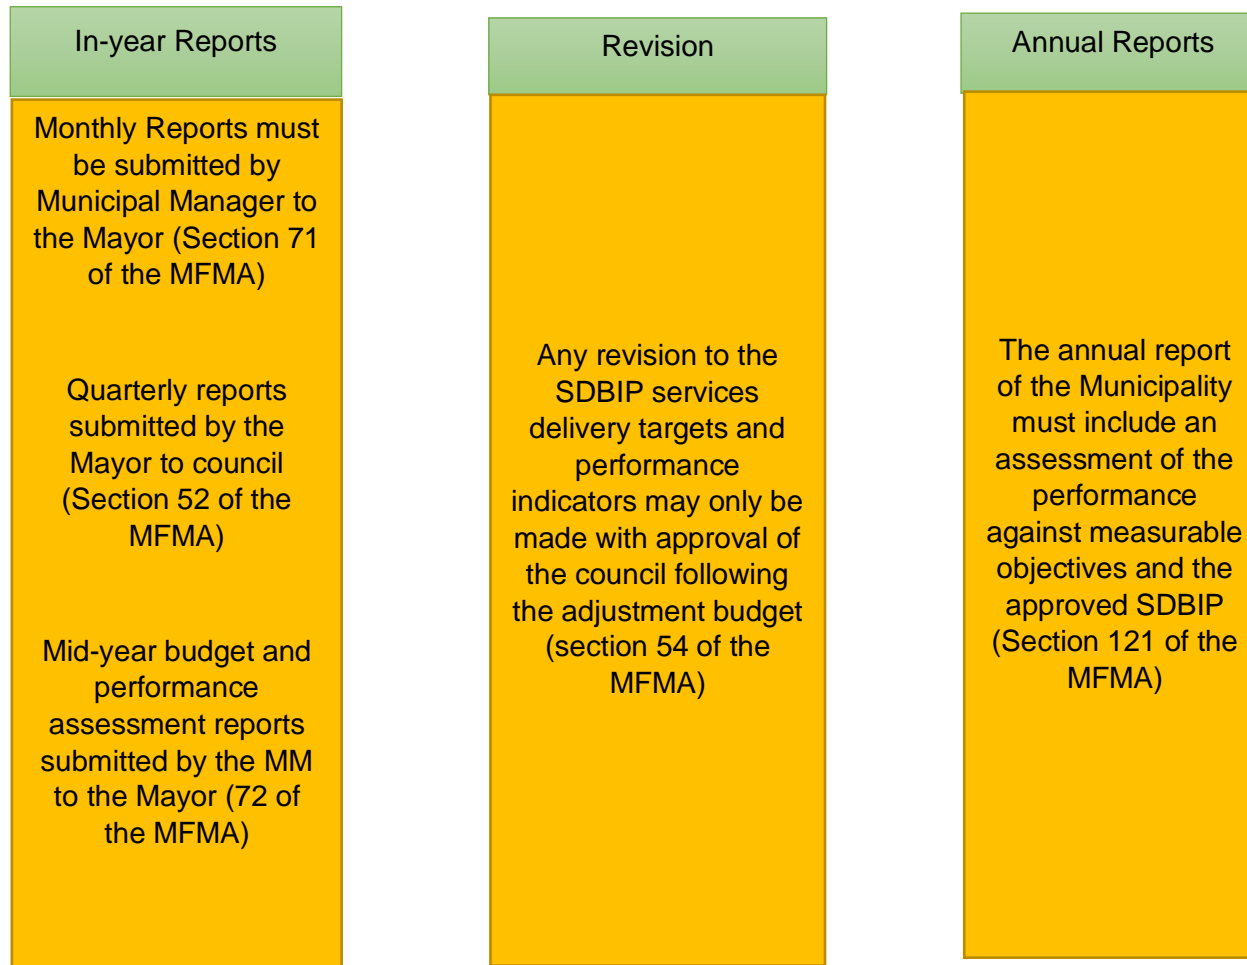 In-year Reports
Monthly Reports must
be submitted by
Municipal Manager to
the Mayor (Section 71
of the MFMA)
Quarterly reports
submitted by the
Mayor to council
(Section 52 of the
MFMA)
Mid-year budget and
performance
assessment reports
submitted by the MM
to the Mayor (72 of
the MFMA)
Revision
Any revision to the
SDBIP services
delivery targets and
performance
indicators may only be
made with approval of
the council following
the adjustment budget
(section 54 of the
MFMA)
Annual Reports
The annual report
of the Municipality
must include an
assessment of the
performance
against measurable
objectives and the
approved SDBIP
(Section 121 of the
MFMA)